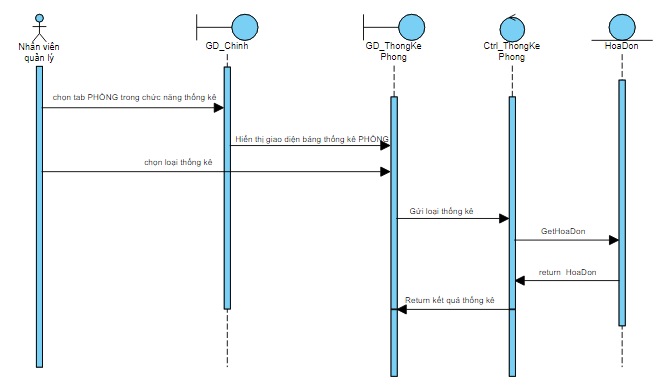 Nhân viên
quản lý
GD_Chính
GD_ThongKe
Phong
Ctrl_ThongKe
Phong
HoaDon
chọn tab PHÒNG trong chức năng thống kê
Hiển thị giao diện bảng thống kê PHÒNG
chọn loại thống kê
Gửi loại thống kê
GetHoaDon
return HoaDon
Return kết quả thống kê